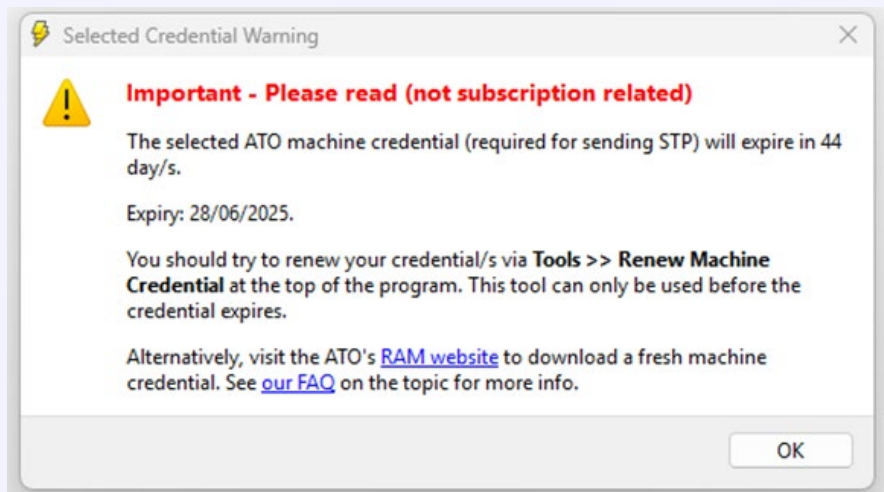 Selected Credential Warning
Important - Please read (not subscription related)
The selected ATO machine credential (required for sending STP) will expire in 44
day/s.
Expiry: 28/06/2025.
You should try to renew your credential/s via Tools >> Renew Machine
Credential at the top of the program. This tool can only be used before the
credential expires.
Alternatively, visit the ATO's RAM website to download a fresh machine
credential. See our FAQ on the topic for more info.
OK